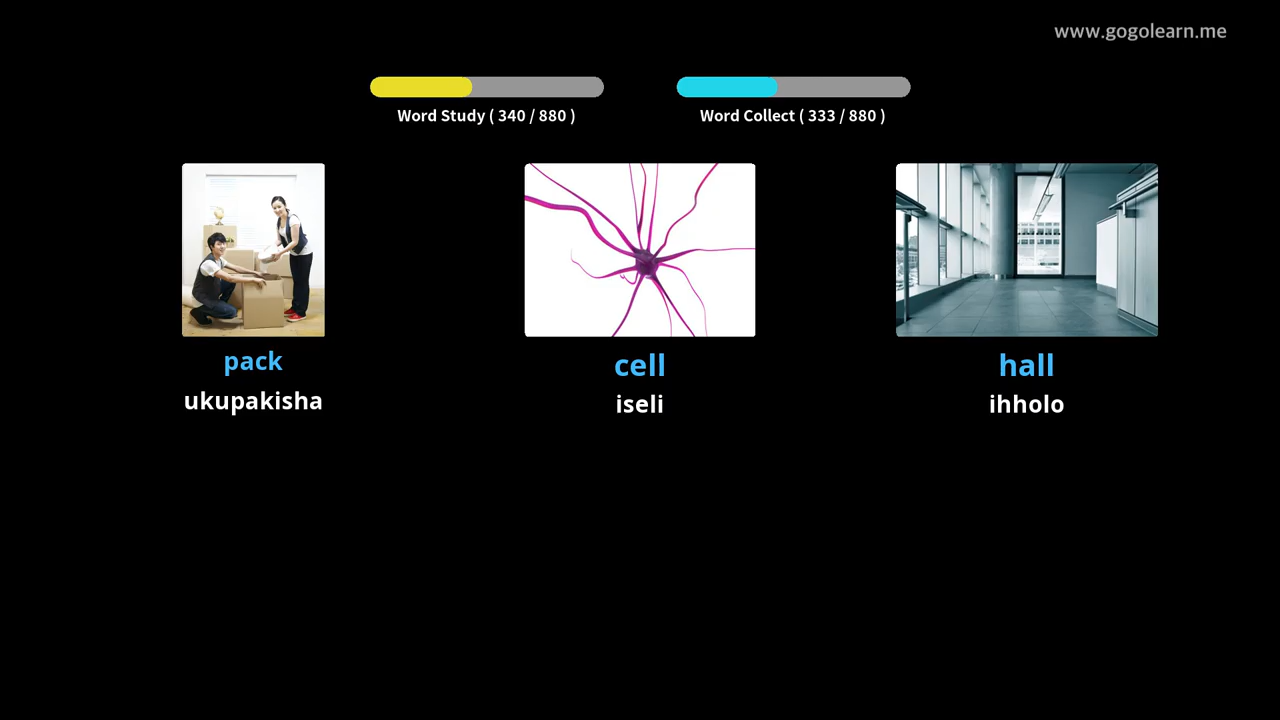 www.gogolearn.me
Word Study ( 340 / 880 )
Word Collect ( 333 / 880 )
pack
ukupakisha
cell
iseli
hall
ihholo